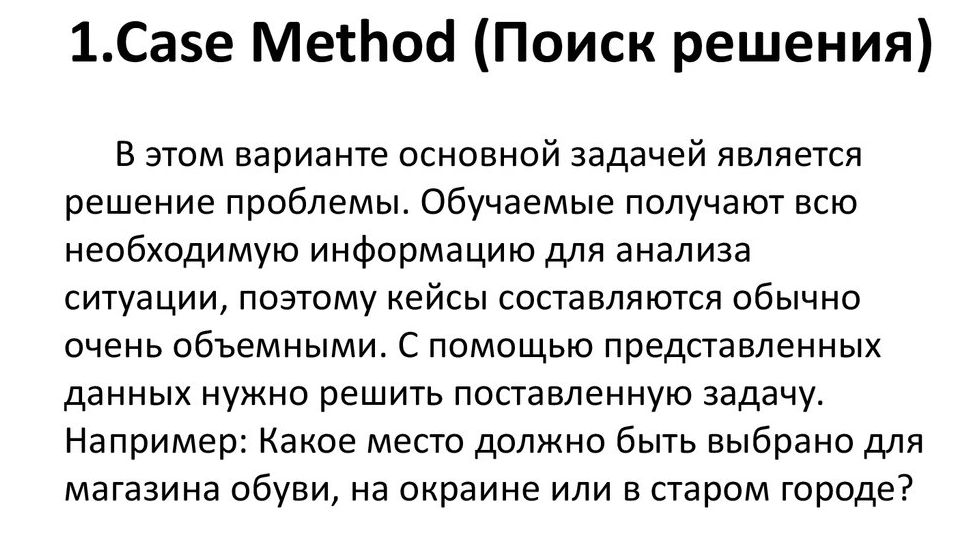 1.Case Method (Поиск решения)
В этом варианте основной задачей является
решение проблемы. Обучаемые получают всю
необходимую информацию для анализа
ситуации, поэтому кейсы составляются обычно
очень объемными. С помощью представленных
данных нужно решить поставленную задачу.
Например: Какое место должно быть выбрано для
магазина обуви, на окраине или в старом городе?